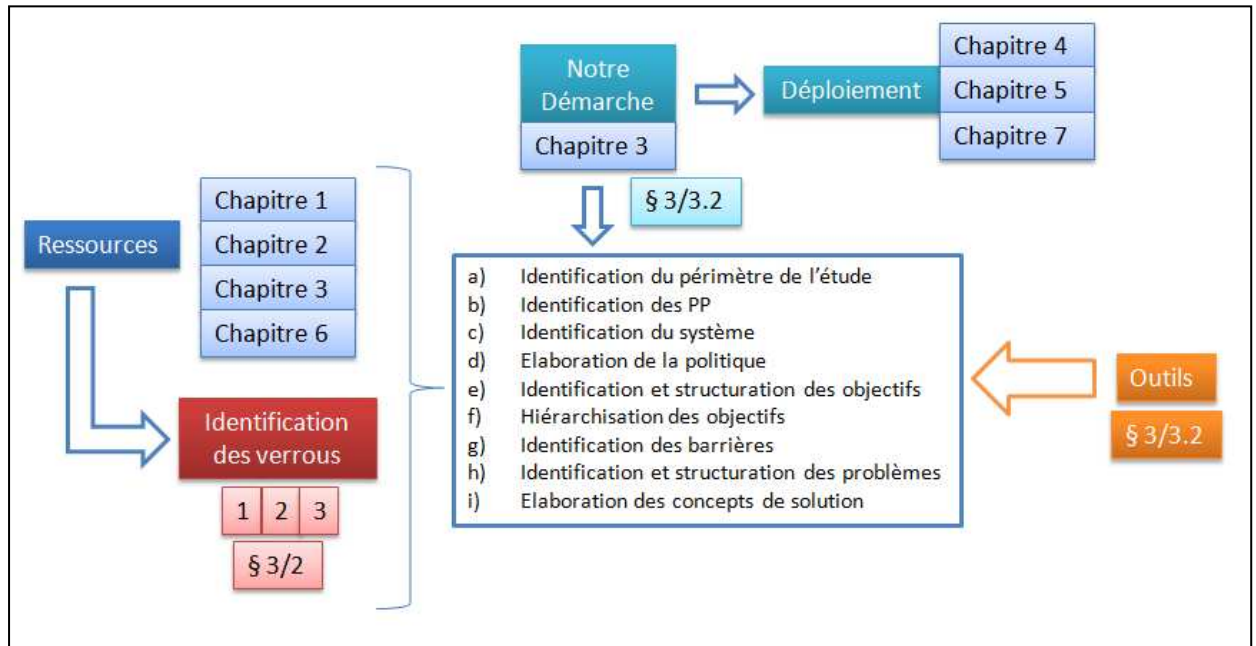 Notre
Démarche
Chapitre 3
Déploiement
Chapitre 4
Chapitre 5
Chapitre 7
§ 3/3.2
Ressources
Chapitre 1
Chapitre 2
Chapitre 3
Chapitre 6
Identification
des verrous
1 2 3
§ 3/2
a) Identification du périmètre de l’étude
b) Identification des PP
c) Identification du système
d) Elaboration de la politique
e) Identification et structuration des objectifs
f) Hiérarchisation des objectifs
g) Identification des barrières
h) Identification et structuration des problèmes
i) Elaboration des concepts de solution
Outils
§ 3/3.2